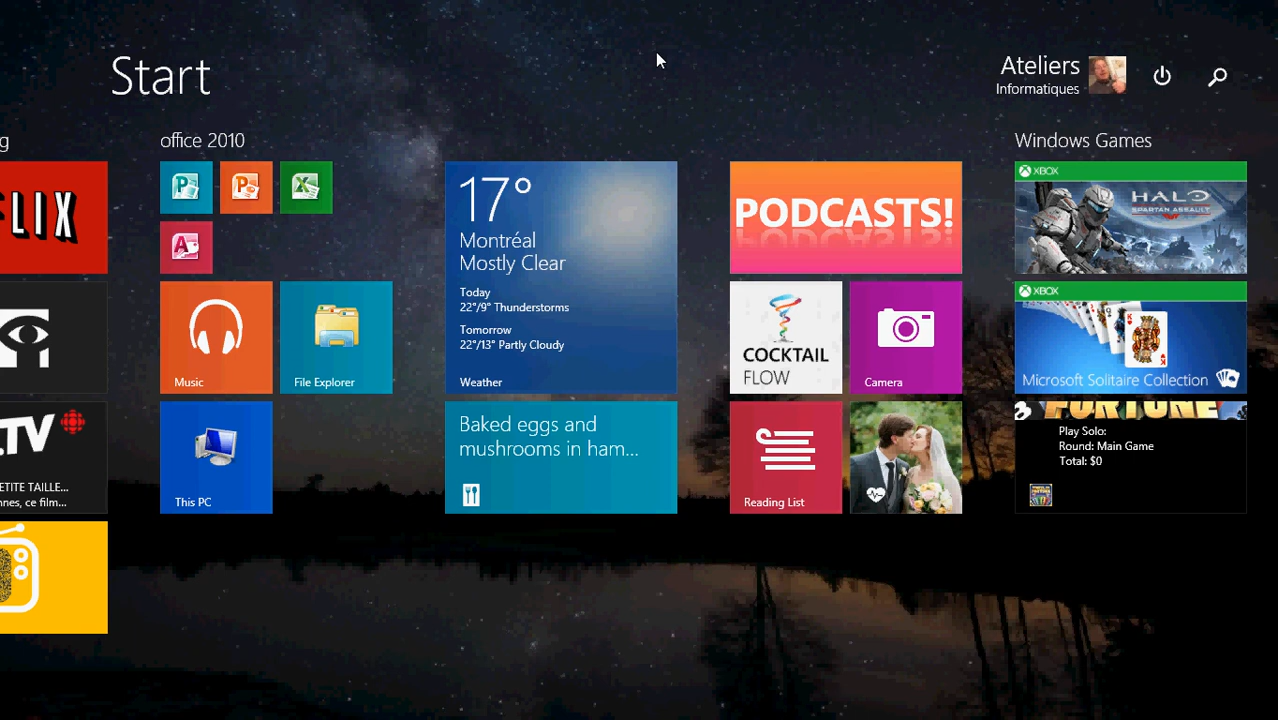 Start
Ateliers
Informatiques
g
office 2010
Windows Games
FLIX
P
P
X
A
17°
Montréal
Mostly Clear
Today
22°/9° Thunderstorms
Tomorrow
22°/13° Partly Cloudy
Weather
PODCASTS!
XBOX
HALO
SPARTAN ASSAULT
Music
File Explorer
COCKTAIL
FLOW
Camera
XBOX
K
Microsoft Solitaire Collection
.TV
ETITE TAILLE...
nnes, ce film...
This PC
Baked eggs and
mushrooms in ham...
Reading List
FORTUNE
Play Solo:
Round: Main Game
Total: $0